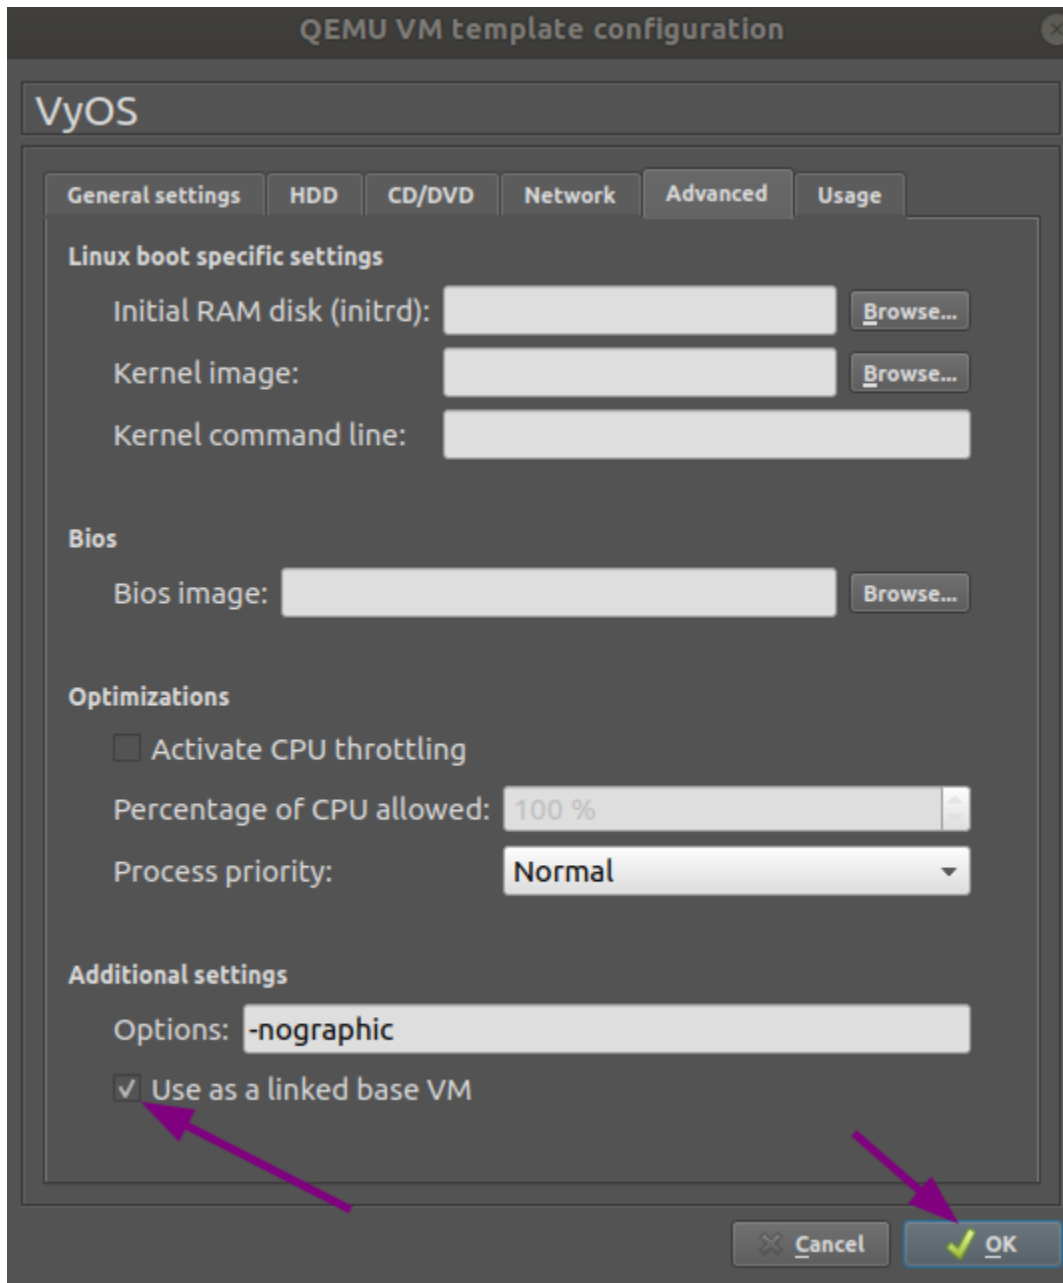 QEMU VM template configuration
VyOS
General settings HDD CD/DVD Network Advanced Usage
Linux boot specific settings
Initial RAM disk (initrd): Browse...
Kernel image: Browse...
Kernel command line:
Bios
Bios image: Browse...
Optimizations
Activate CPU throttling
Percentage of CPU allowed: 100 %
Process priority: Normal
Additional settings
Options: -nographic
Use as a linked base VM
Cancel OK